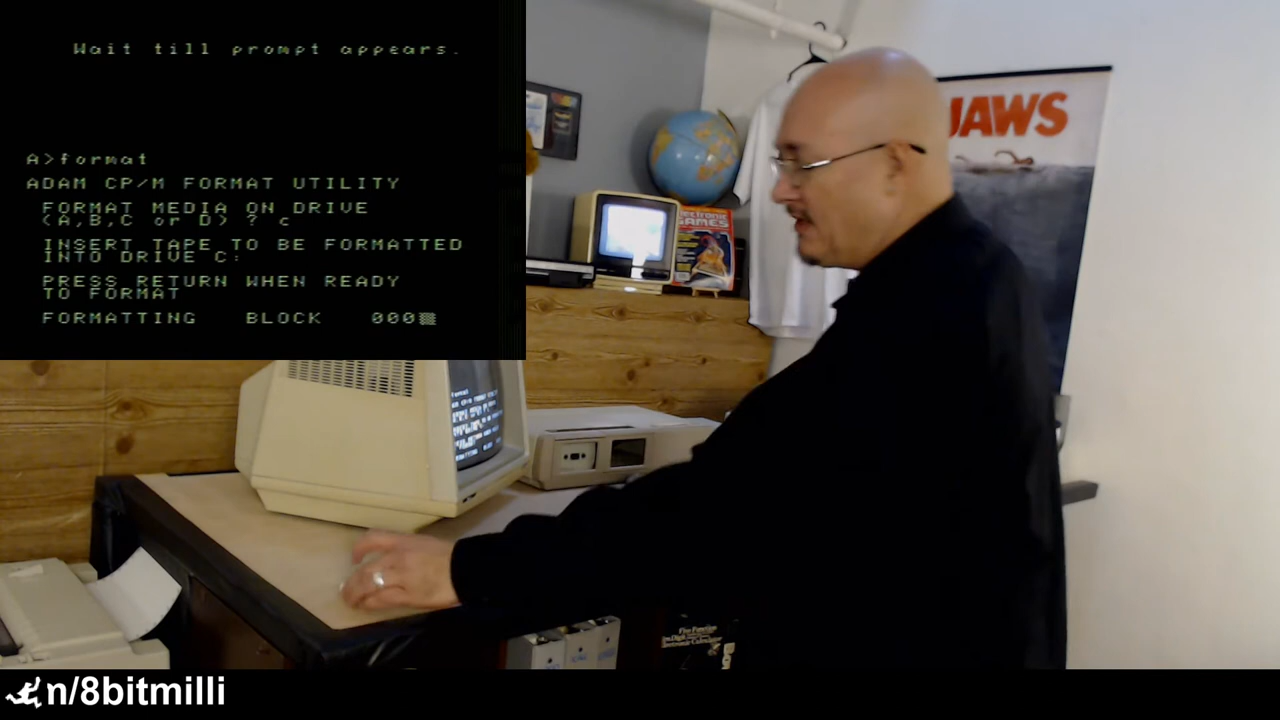 Wait till prompt appears.
A>format
ADAM CP/M FORMAT UTILITY
FORMAT MEDIA ON DRIVE
(A,B,C or D) ? c
INSERT TAPE TO BE FORMATTED
INTO DRIVE C:
PRESS RETURN WHEN READY
TO FORMAT
FORMATTING BLOCK 000
JAWS
GAMES
n/8bitmilli